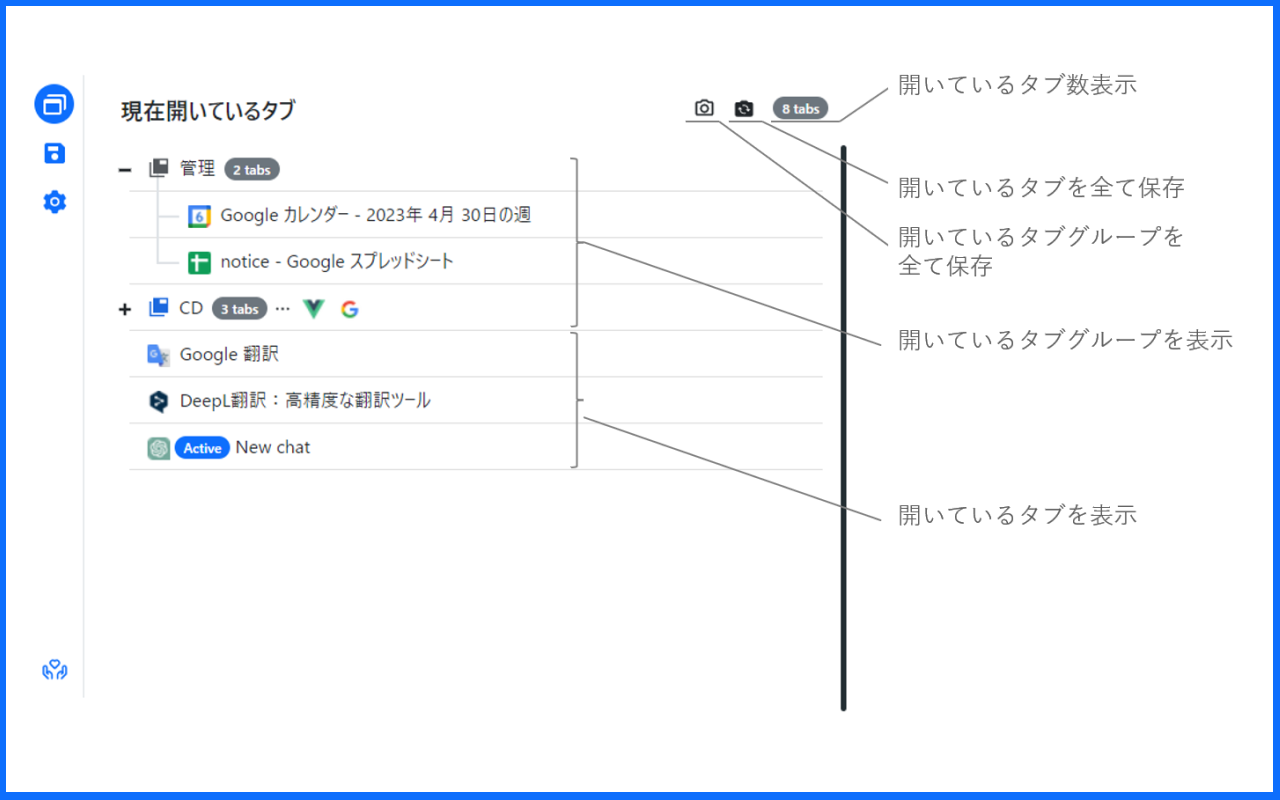 現在開いているタブ
8 tabs
開いているタブ数表示
管理 2 tabs
開いているタブを全て保存
Google カレンダー - 2023年 4月 30日の週
開いているタブグループを
全て保存
notice - Google スプレッドシート
CD 3 tabs ...
開いているタブグループを表示
Google 翻訳
DeepL翻訳：高精度な翻訳ツール
Active New chat
開いているタブを表示